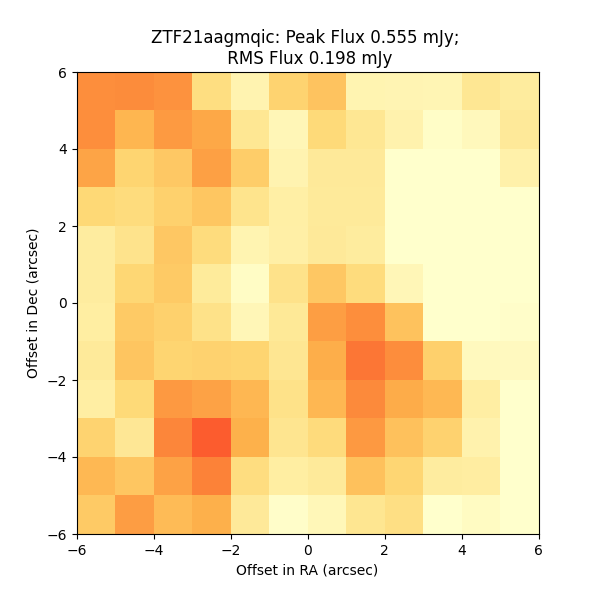 ZTF21aagmqic: Peak Flux 0.555 mJy;
RMS Flux 0.198 mJy
6
4
2
0
−2
−4
−6
Offset in Dec (arcsec)
−6 −4 −2 0 2 4 6
Offset in RA (arcsec)